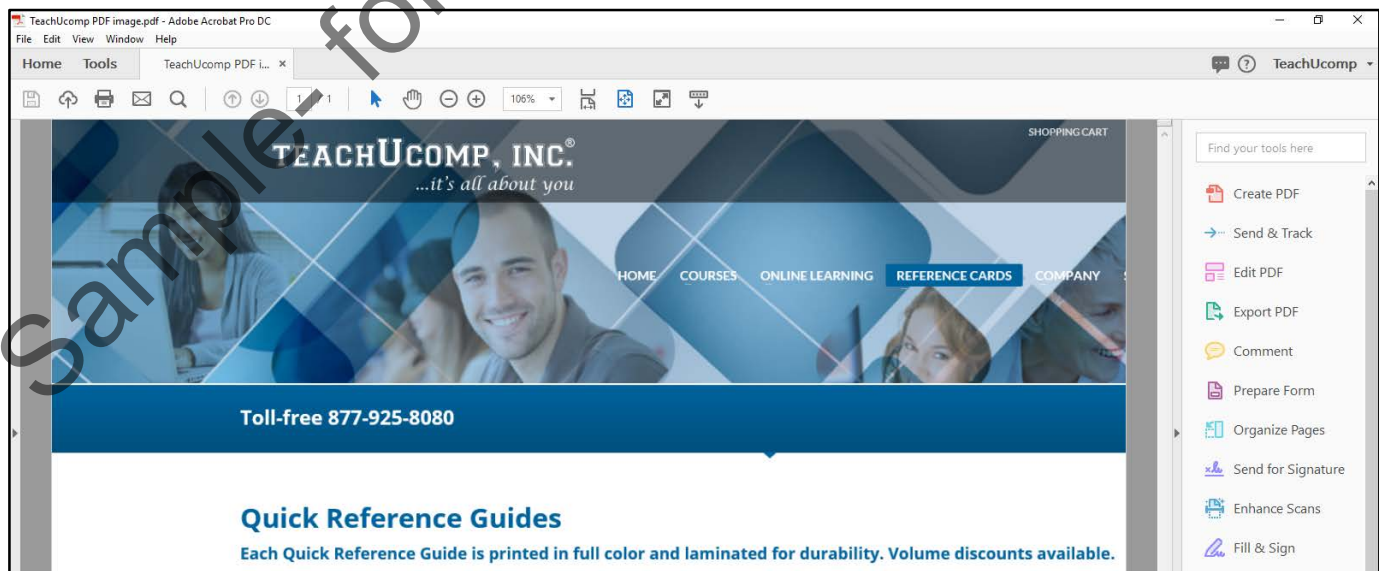 TeachUcomp PDF image.pdf - Adobe Acrobat Pro DC
File Edit View Window Help
Home Tools TeachUcomp PDF i... × TeachUcomp
1 / 1 106%
SHOPPING CART
TEACHUCOMP, INC.®
...it's all about you
HOME COURSES ONLINE LEARNING REFERENCE CARDS COMPANY S
Toll-free 877-925-8080
Quick Reference Guides
Each Quick Reference Guide is printed in full color and laminated for durability. Volume discounts available.
Find your tools here
Create PDF
Send & Track
Edit PDF
Export PDF
Comment
Prepare Form
Organize Pages
Send for Signature
Enhance Scans
Fill & Sign
Sample- fo